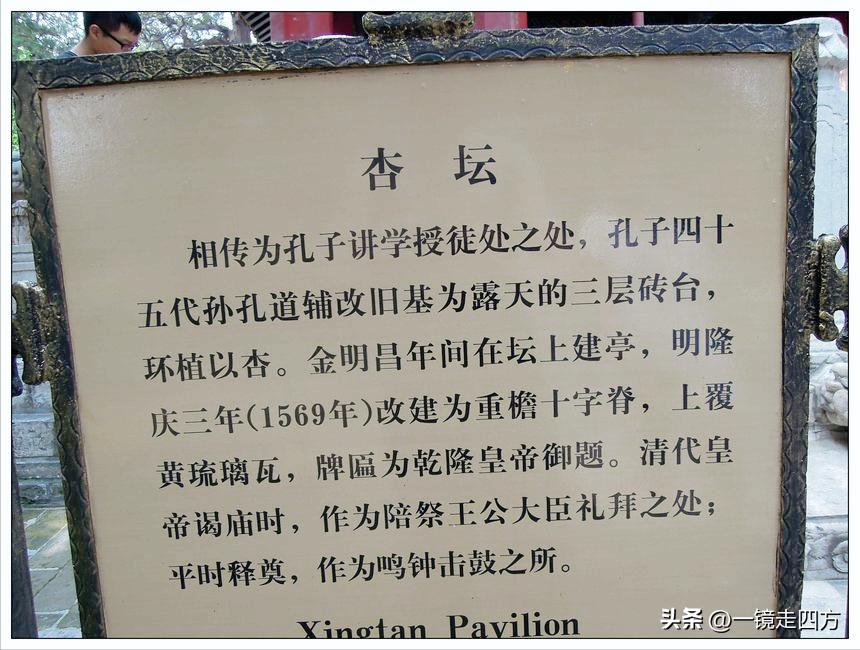 杏 坛
相传为孔子讲学授徒处之处，孔子四十
五代孙孔道辅改旧基为露天的三层砖台，
环植以杏。金明昌年间在坛上建亭，明隆
庆三年(1569年)改建为重檐十字脊，上覆
黄琉璃瓦，牌匾为乾隆皇帝御题。清代皇
帝谒庙时，作为陪祭王公大臣礼拜之处；
平时释奠，作为鸣钟击鼓之所。
Xingtan Pavilion
头条 @一镜走四方